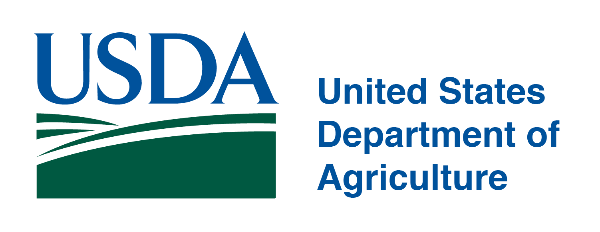 USDA
United States
Department of
Agriculture